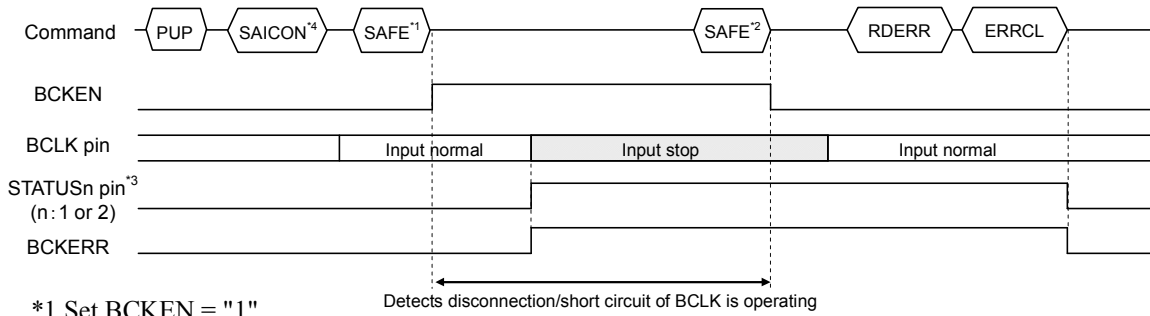 Command PUP SAICON*4 SAFE*1 SAFE*2 RDERR ERRCL
BCKEN
BCLK pin Input normal Input stop Input normal
STATUSn pin*3
(n:1 or 2)
BCKERR
Detects disconnection/short circuit of BCLK is operating
*1 Set BCKEN = "1"